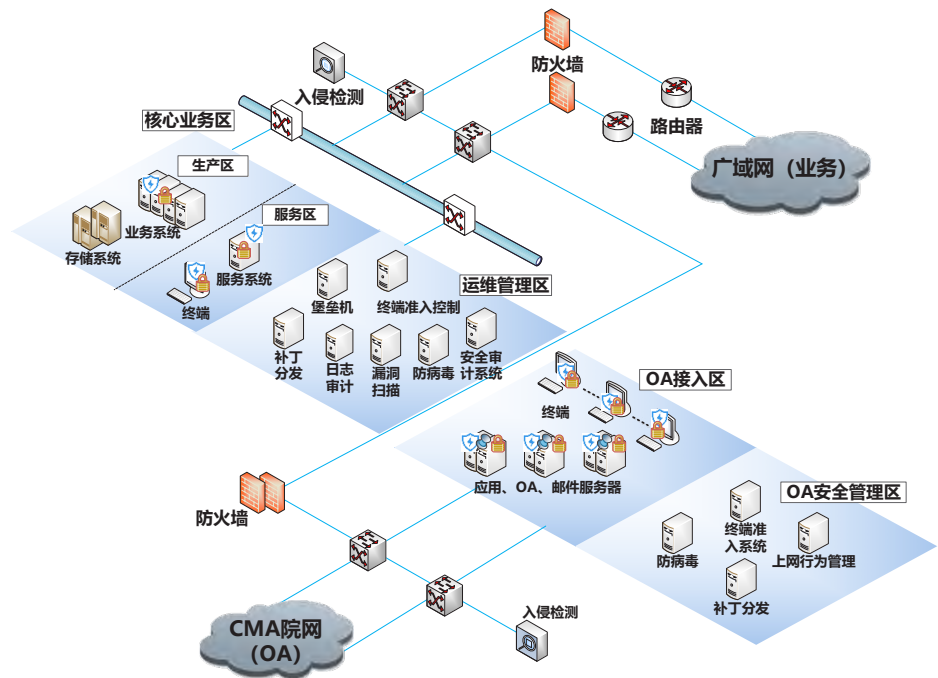 防火墙
入侵检测
路由器
核心业务区
广域网（业务）
生产区
业务系统
存储系统
服务区
服务系统
终端
运维管理区
堡垒机
终端准入控制
补丁
分发
日志
审计
漏洞
扫描
防病毒
安全审
计系统
OA接入区
终端
应用、OA、邮件服务器
OA安全管理区
防病毒
终端准
入系统
上网行为管理
补丁分发
防火墙
CMA院网
（OA）
入侵检测